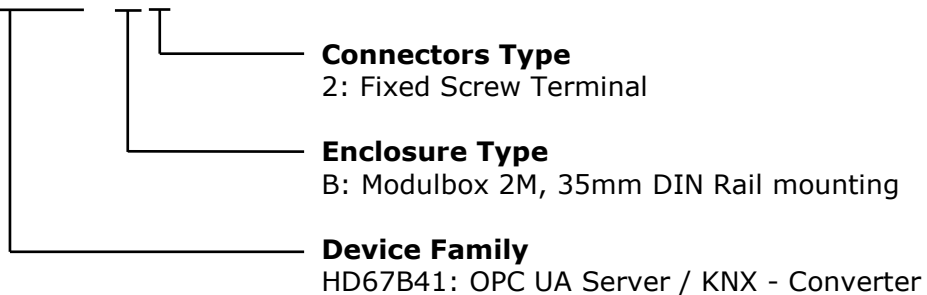 Connectors Type
2: Fixed Screw Terminal
Enclosure Type
B: Modulbox 2M, 35mm DIN Rail mounting
Device Family
HD67B41: OPC UA Server / KNX - Converter